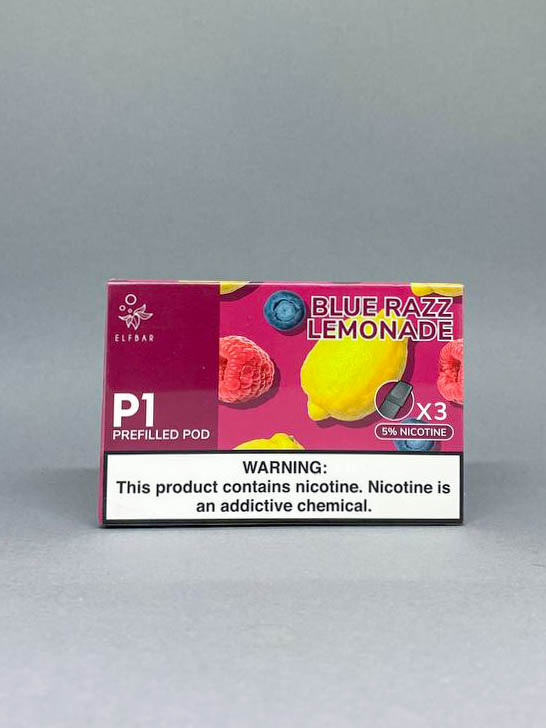 ELFBAR
BLUE RAZZ
LEMONADE
P1
PREFILLED POD
X3
5% NICOTINE
WARNING:
This product contains nicotine. Nicotine is
an addictive chemical.